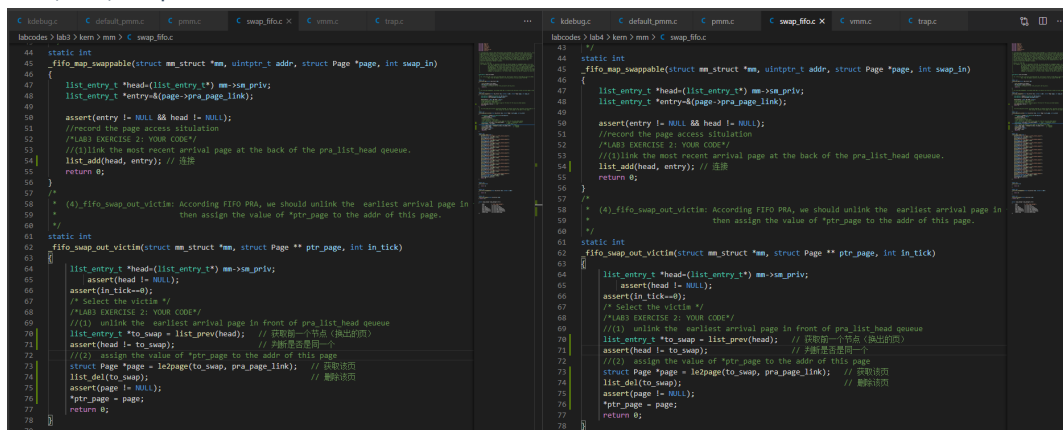 kdebug.c default_pmm.c pmm.c swap_fifo.c vmm.c trap.c
labcodes > lab3 > kern > mm > C swap_fifo.c
44 static int
45 _fifo_map_swappable(struct mm_struct *mm, uintptr_t addr, struct Page *page, int swap_in)
46 {
47 list_entry_t *head=(list_entry_t*) mm->sm_priv;
48 list_entry_t *entry=&(page->pra_page_link);
49
50 assert(entry != NULL && head != NULL);
51 //record the page access situlation
52 /*LAB3 EXERCISE 2: YOUR CODE*/
53 //(1)link the most recent arrival page at the back of the pra_list_head qeueue.
54 list_add(head, entry); // 连接
55 return 0;
56 }
57 /*
58 * (4)_fifo_swap_out_victim: According FIFO PRA, we should unlink the earliest arrival page in
59 * then assign the value of *ptr_page to the addr of this page.
60 */
61 static int
62 _fifo_swap_out_victim(struct mm_struct *mm, struct Page ** ptr_page, int in_tick)
63 {
64 list_entry_t *head=(list_entry_t*) mm->sm_priv;
65 assert(head != NULL);
66 assert(in_tick==0);
67 /* Select the victim */
68 /*LAB3 EXERCISE 2: YOUR CODE*/
69 //(1) unlink the earliest arrival page in front of pra_list_head qeueue
70 list_entry_t *to_swap = list_prev(head); // 获取前一个节点（换出的页）
71 assert(head != to_swap); // 判断是否是同一个
72 //(2) assign the value of *ptr_page to the addr of this page
73 struct Page *page = le2page(to_swap, pra_page_link); // 获取该页
74 list_del(to_swap); // 删除该页
75 assert(page != NULL);
76 *ptr_page = page;
77 return 0;
78 }
kdebug.c default_pmm.c pmm.c swap_fifo.c vmm.c trap.c
labcodes > lab4 > kern > mm > C swap_fifo.c
43 */
44 static int
45 _fifo_map_swappable(struct mm_struct *mm, uintptr_t addr, struct Page *page, int swap_in)
46 {
47 list_entry_t *head=(list_entry_t*) mm->sm_priv;
48 list_entry_t *entry=&(page->pra_page_link);
49
50 assert(entry != NULL && head != NULL);
51 //record the page access situlation
52 /*LAB3 EXERCISE 2: YOUR CODE*/
53 //(1)link the most recent arrival page at the back of the pra_list_head qeueue.
54 list_add(head, entry); // 连接
55 return 0;
56 }
57 /*
58 * (4)_fifo_swap_out_victim: According FIFO PRA, we should unlink the earliest arrival page in
59 * then assign the value of *ptr_page to the addr of this page.
60 */
61 static int
62 _fifo_swap_out_victim(struct mm_struct *mm, struct Page ** ptr_page, int in_tick)
63 {
64 list_entry_t *head=(list_entry_t*) mm->sm_priv;
65 assert(head != NULL);
66 assert(in_tick==0);
67 /* Select the victim */
68 /*LAB3 EXERCISE 2: YOUR CODE*/
69 //(1) unlink the earliest arrival page in front of pra_list_head qeueue
70 list_entry_t *to_swap = list_prev(head); // 获取前一个节点（换出的页）
71 assert(head != to_swap); // 判断是否是同一个
72 //(2) assign the value of *ptr_page to the addr of this page
73 struct Page *page = le2page(to_swap, pra_page_link); // 获取该页
74 list_del(to_swap); // 删除该页
75 assert(page != NULL);
76 *ptr_page = page;
77 return 0;
78 }